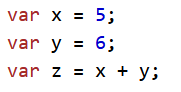 var x = 5;
var y = 6;
var z = x + y;